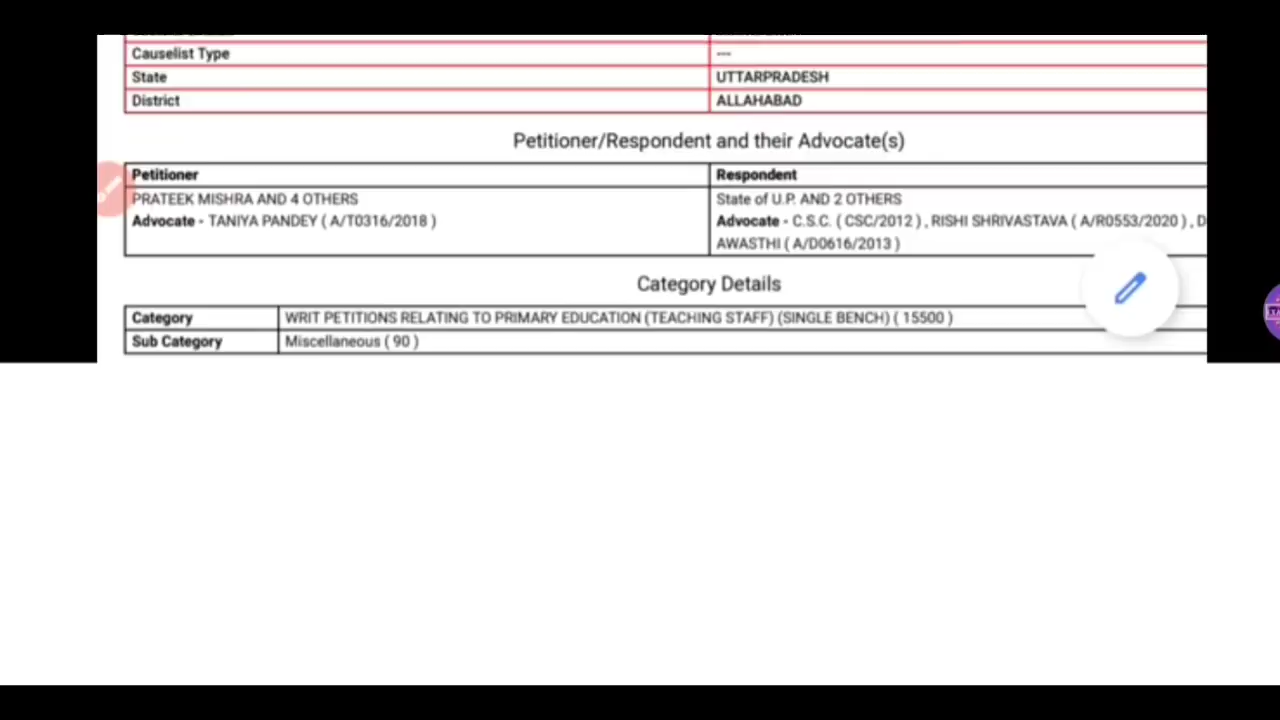 Causelist Type ---
State UTTARPRADESH
District ALLAHABAD
Petitioner/Respondent and their Advocate(s)
Petitioner Respondent
PRATEEK MISHRA AND 4 OTHERS State of U.P. AND 2 OTHERS
Advocate - TANIYA PANDEY ( A/T0316/2018 ) Advocate - C.S.C. ( CSC/2012 ) , RISHI SHRIVASTAVA ( A/R0553/2020 ) , D
AWASTHI ( A/D0616/2013 )
Category Details
Category WRIT PETITIONS RELATING TO PRIMARY EDUCATION (TEACHING STAFF) (SINGLE BENCH) ( 15500 )
Sub Category Miscellaneous ( 90 )